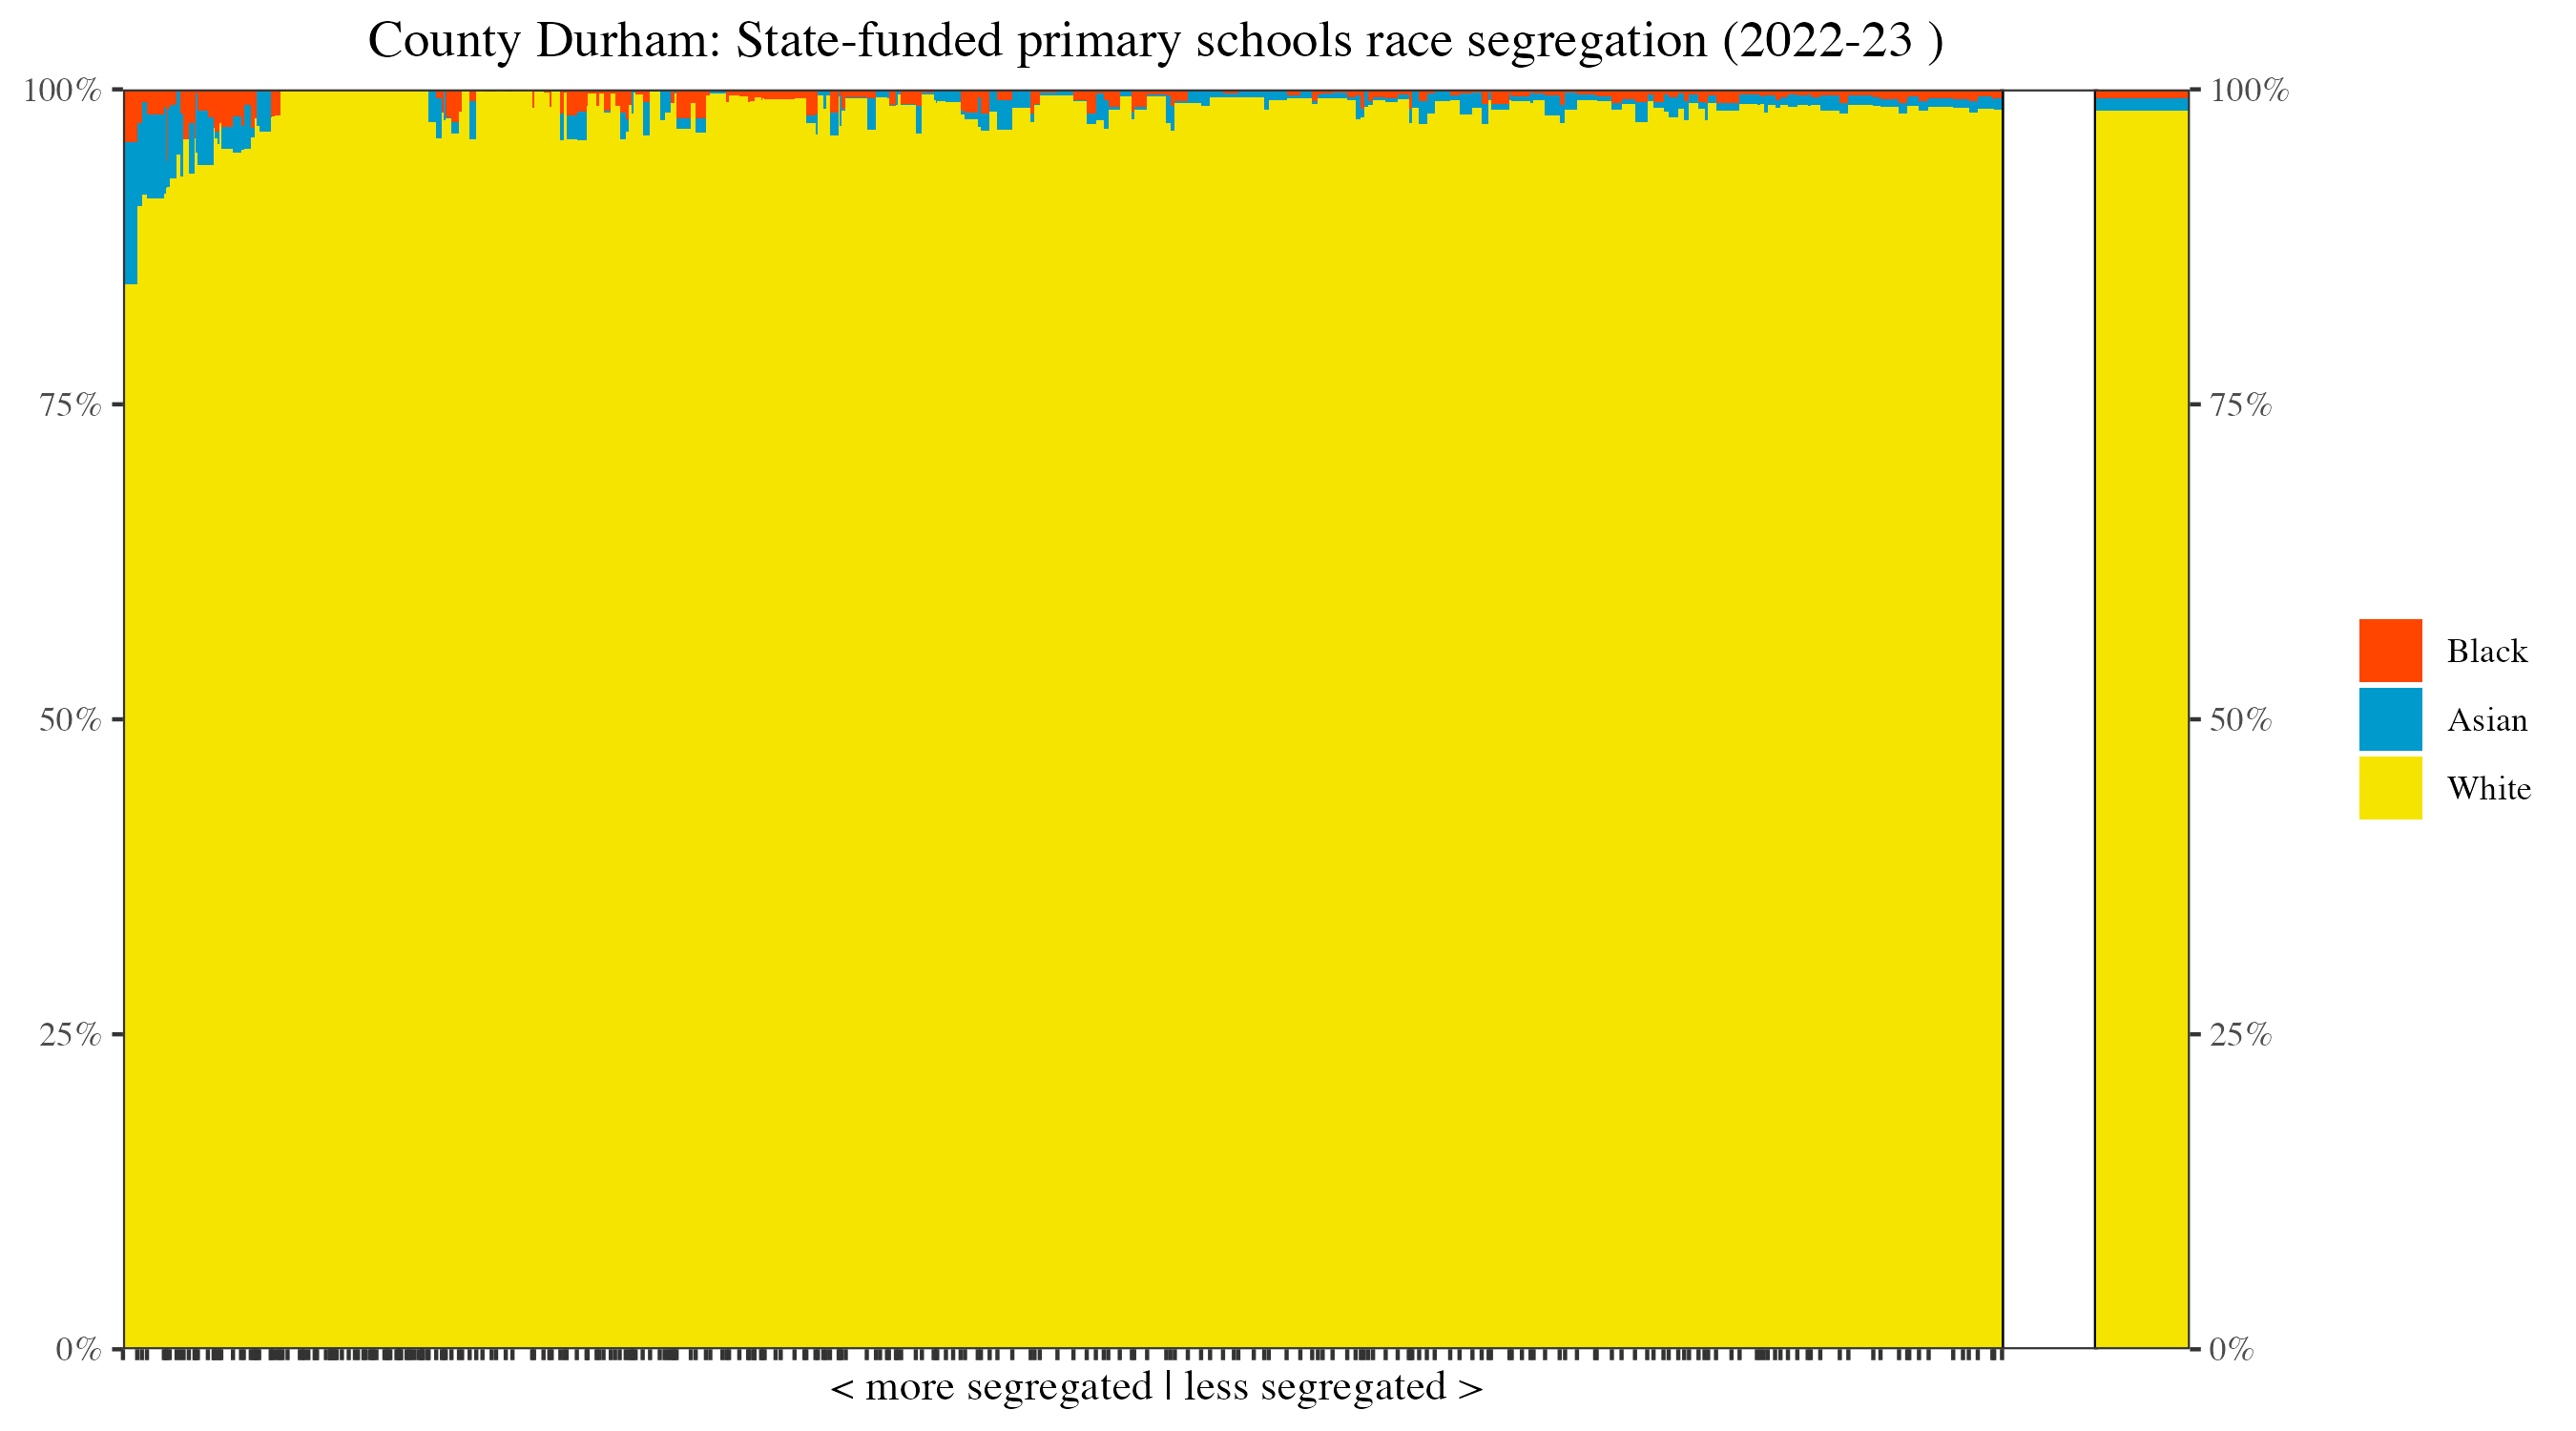 County Durham: State-funded primary schools race segregation (2022-23 )
100%
75%
50%
25%
0%
100%
75%
50%
25%
0%
Black
Asian
White
< more segregated | less segregated >